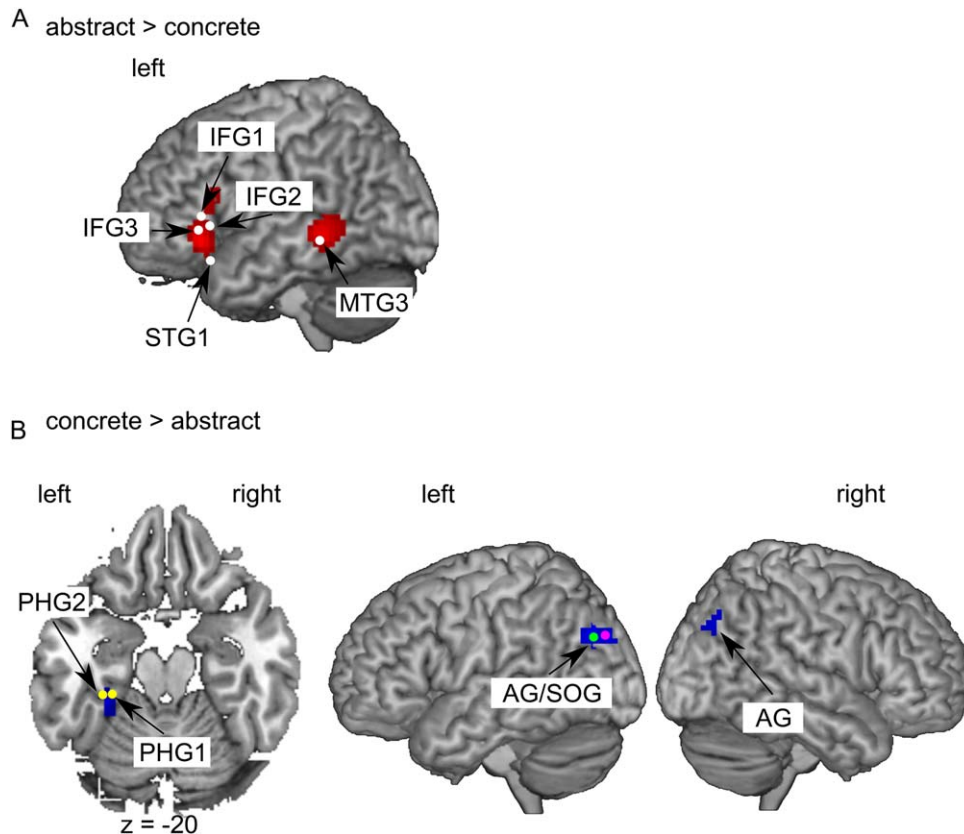 A abstract > concrete
left
IFG1
IFG2
IFG3
MTG3
STG1
B concrete > abstract
left right left right
PHG2
AG/SOG
AG
PHG1
z = -20